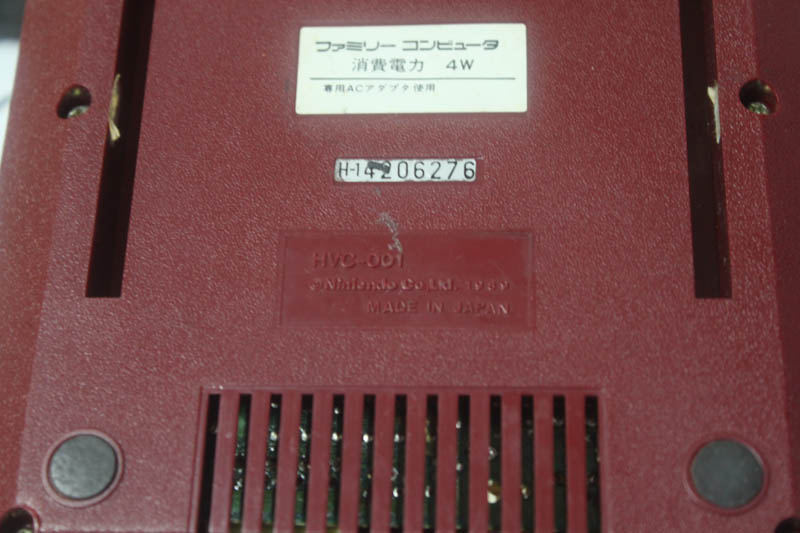 ファミリー コンピュータ
消費電力 4W
専用ACアダプタ使用
H-14206276
HVC-001
©Nintendo Co Ltd. 1989
MADE IN JAPAN